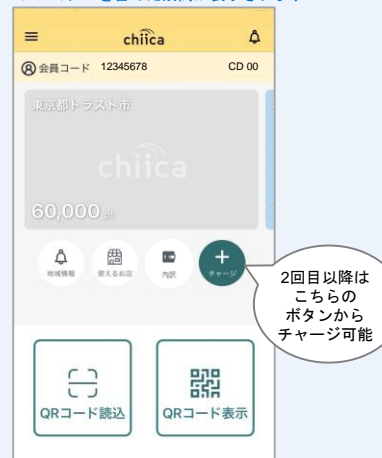 chiica
会員コード 12345678 CD 00
東京都トラスト市
chiica
60,000 pt
地域情報 使えるお店 内訳 チャージ
2回目以降は
こちらの
ボタンから
チャージ可能
QRコード読込 QRコード表示